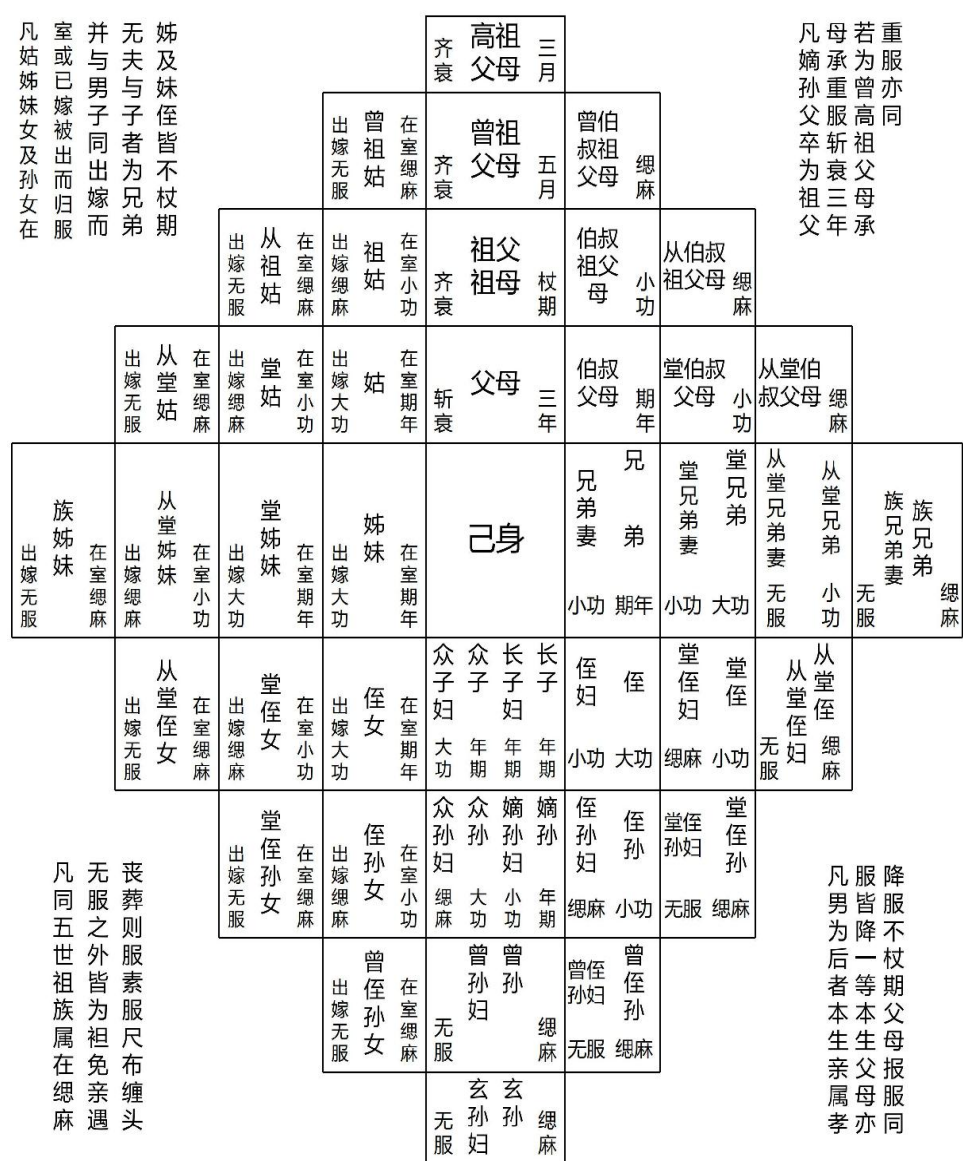 凡姑姊妹女及孙女在
室或已嫁被出而归服
并与男子同出嫁而
无夫与子者为兄弟
姊及妹侄皆不杖期
齐衰
高祖
父母
三月
凡嫡孙父卒为祖父
母承重服斩衰三年
若为曾高祖父母承
重服亦同
出嫁无服
曾祖姑
在室缌麻
齐衰
曾祖
父母
五月
曾伯
叔祖
父母
缌麻
出嫁无服
从祖姑
在室缌麻
出嫁缌麻
祖姑
在室小功
齐衰
祖父
祖母
杖期
伯叔
祖父
母
小功
从伯叔
祖父母
缌麻
出嫁无服
从堂姑
在室缌麻
出嫁缌麻
堂姑
在室小功
出嫁大功
姑
在室期年
斩衰
父母
三年
伯叔
父母
期年
堂伯叔
父母
小功
从堂伯
叔父母
缌麻
出嫁无服
族姊妹
在室缌麻
出嫁缌麻
从堂姊妹
在室小功
出嫁大功
堂姊妹
在室期年
出嫁大功
姊妹
在室期年
己身
兄弟妻
小功
兄弟
期年
堂兄弟妻
小功
堂兄弟
大功
从堂兄弟妻
无服
从堂兄弟
小功
族兄弟妻
无服
族兄弟
缌麻
出嫁无服
从堂侄女
在室缌麻
出嫁缌麻
堂侄女
在室小功
出嫁大功
侄女
在室期年
众子妇
大功
众子
年期
长子妇
年期
长子
年期
侄妇
小功
侄
大功
堂侄妇
缌麻
堂侄
小功
从堂侄妇
无服
从堂侄
缌麻
出嫁无服
堂侄孙女
在室缌麻
出嫁缌麻
侄孙女
在室小功
众孙妇
缌麻
众孙
大功
嫡孙妇
小功
嫡孙
年期
侄孙妇
缌麻
侄孙
小功
堂侄
孙妇
无服
堂侄孙
缌麻
出嫁无服
曾侄孙女
在室缌麻
曾孙妇
无服
曾孙
缌麻
曾侄
孙妇
无服
曾侄孙
缌麻
玄孙妇
无服
玄孙
缌麻
凡同五世祖族属在缌麻
无服之外皆为袒免亲遇
丧葬则服素服尺布缠头
凡男为后者本生亲属孝
服皆降一等本生父母亦
降服不杖期父母报服同